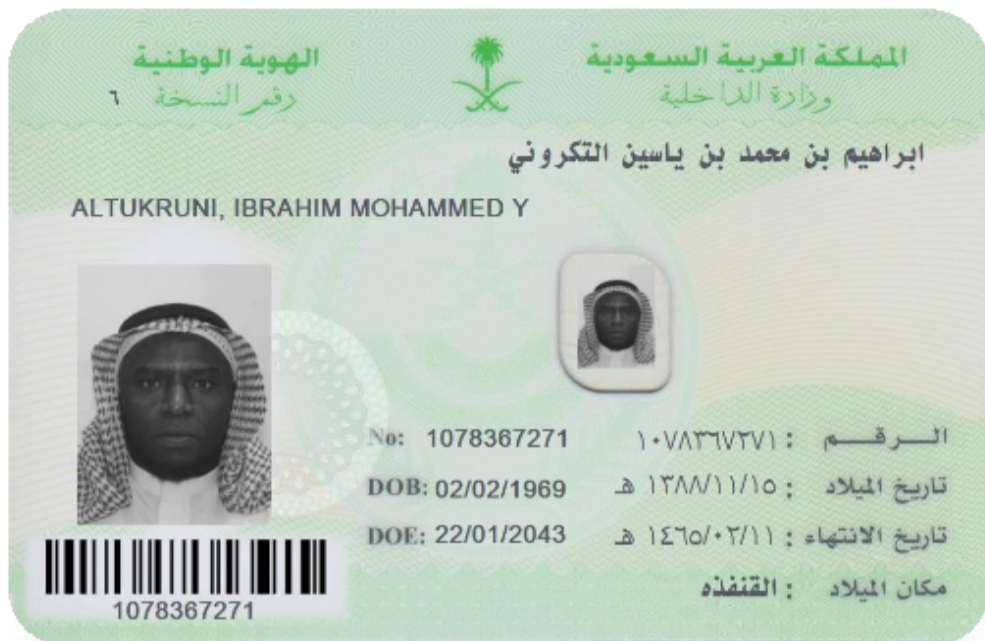 المملكة العربية السعودية
وزارة الداخلية
الهوية الوطنية
رقم النسخة ٦
ابراهيم بن محمد بن ياسين التكروني
ALTUKRUNI, IBRAHIM MOHAMMED Y
الـــرقـــم : ١٠٧٨٣٦٧٢٧١
No: 1078367271
تاريخ الميلاد : ١٣٨٨/١١/١٥ هـ
DOB: 02/02/1969
تاريخ الانتهاء : ١٤٦٥/٠٢/١١ هـ
DOE: 22/01/2043
مكان الميلاد : القنفذه
1078367271